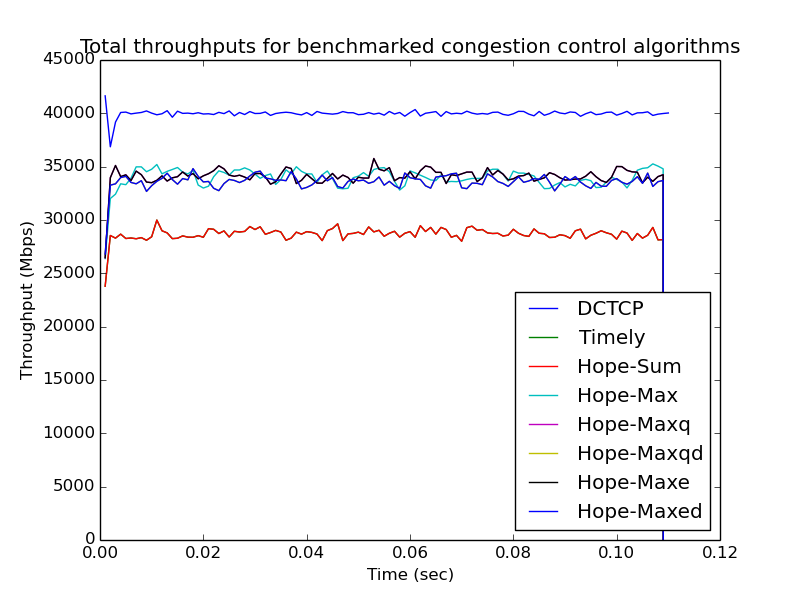 Total throughputs for benchmarked congestion control algorithms
45000
40000
35000
30000
25000
20000
15000
10000
5000
0
Throughput (Mbps)
DCTCP
Timely
Hope-Sum
Hope-Max
Hope-Maxq
Hope-Maxqd
Hope-Maxe
Hope-Maxed
0.00 0.02 0.04 0.06 0.08 0.10 0.12
Time (sec)